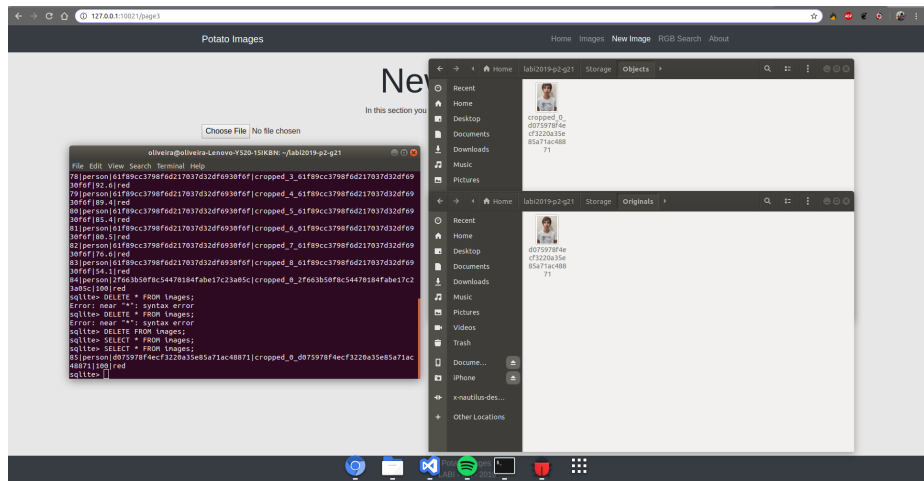 127.0.0.1:10021/page3
Potato Images
Home Images New Image RGB Search About
New
In this section you
Choose File No file chosen
oliveira@oliveira-Lenovo-Y520-15IKBN: ~/labi2019-p2-g21
File Edit View Search Terminal Help
78|person|61f89cc3798f6d217037d32df6930f6f|cropped_3_61f89cc3798f6d217037d32df69
30f6f|92.6|red
79|person|61f89cc3798f6d217037d32df6930f6f|cropped_4_61f89cc3798f6d217037d32df69
30f6f|89.4|red
80|person|61f89cc3798f6d217037d32df6930f6f|cropped_5_61f89cc3798f6d217037d32df69
30f6f|85.4|red
81|person|61f89cc3798f6d217037d32df6930f6f|cropped_6_61f89cc3798f6d217037d32df69
30f6f|80.5|red
82|person|61f89cc3798f6d217037d32df6930f6f|cropped_7_61f89cc3798f6d217037d32df69
30f6f|76.6|red
83|person|61f89cc3798f6d217037d32df6930f6f|cropped_8_61f89cc3798f6d217037d32df69
30f6f|54.1|red
84|person|2f663b50f8c54470184fabe17c23a05c|cropped_0_2f663b50f8c54470184fabe17c2
3a05c|100|red
sqlite> DELETE * FROM images;
Error: near "*": syntax error
sqlite> DELETE * FROM images;
Error: near "*": syntax error
sqlite> DELETE FROM images;
sqlite> SELECT * FROM images;
sqlite> SELECT * FROM images;
85|person|d075978f4ecf3220a35e85a71ac48871|cropped_0_d075978f4ecf3220a35e85a71ac
48871|100|red
sqlite>
Home labi2019-p2-g21 Storage Objects
Recent
Home
Desktop
Documents
Downloads
Music
Pictures
cropped_0_
d075978f4e
cf3220a35e
85a71ac488
71
Home labi2019-p2-g21 Storage Originals
Recent
Home
Desktop
Documents
Downloads
Music
Pictures
Videos
Trash
Docume...
iPhone
x-nautilus-des...
Other Locations
d075978f4e
cf3220a35e
85a71ac488
71